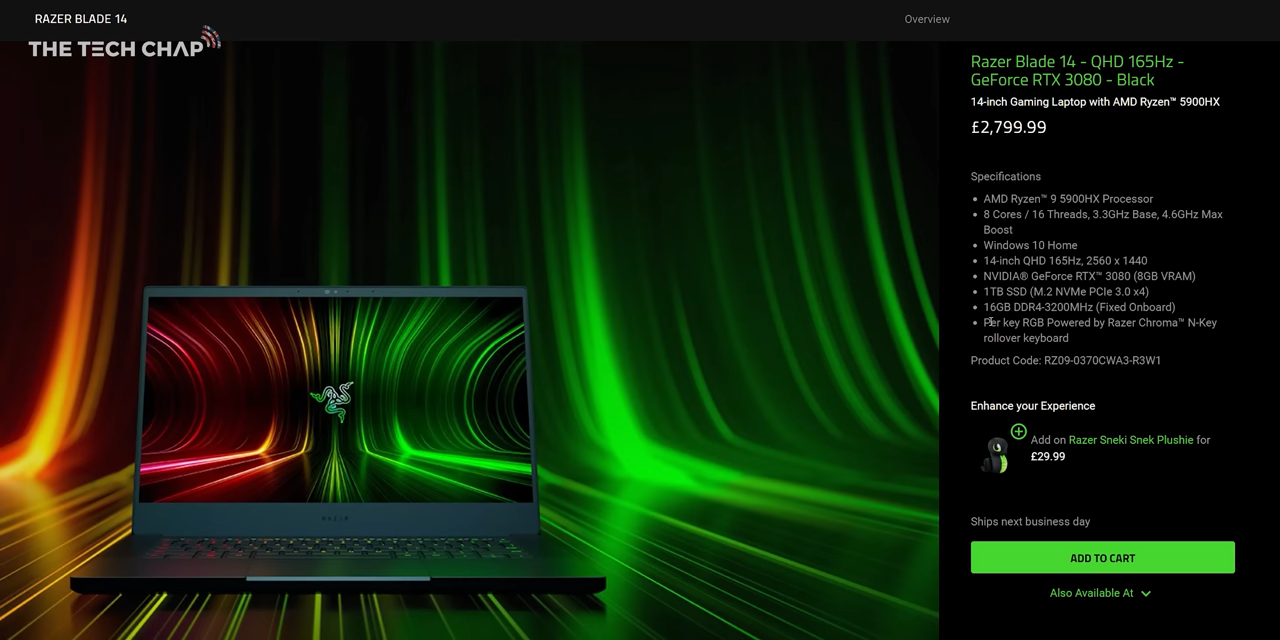 RAZER BLADE 14
Overview
THE TECH CHAP
Razer Blade 14 - QHD 165Hz -
GeForce RTX 3080 - Black
14-inch Gaming Laptop with AMD Ryzen™ 5900HX
£2,799.99
Specifications
AMD Ryzen™ 9 5900HX Processor
8 Cores / 16 Threads, 3.3GHz Base, 4.6GHz Max
Boost
Windows 10 Home
14-inch QHD 165Hz, 2560 x 1440
NVIDIA® GeForce RTX™ 3080 (8GB VRAM)
1TB SSD (M.2 NVMe PCIe 3.0 x4)
16GB DDR4-3200MHz (Fixed Onboard)
Per key RGB Powered by Razer Chroma™ N-Key
rollover keyboard
Product Code: RZ09-0370CWA3-R3W1
Enhance your Experience
Add on Razer Sneki Snek Plushie for
£29.99
Ships next business day
ADD TO CART
Also Available At
RAZER